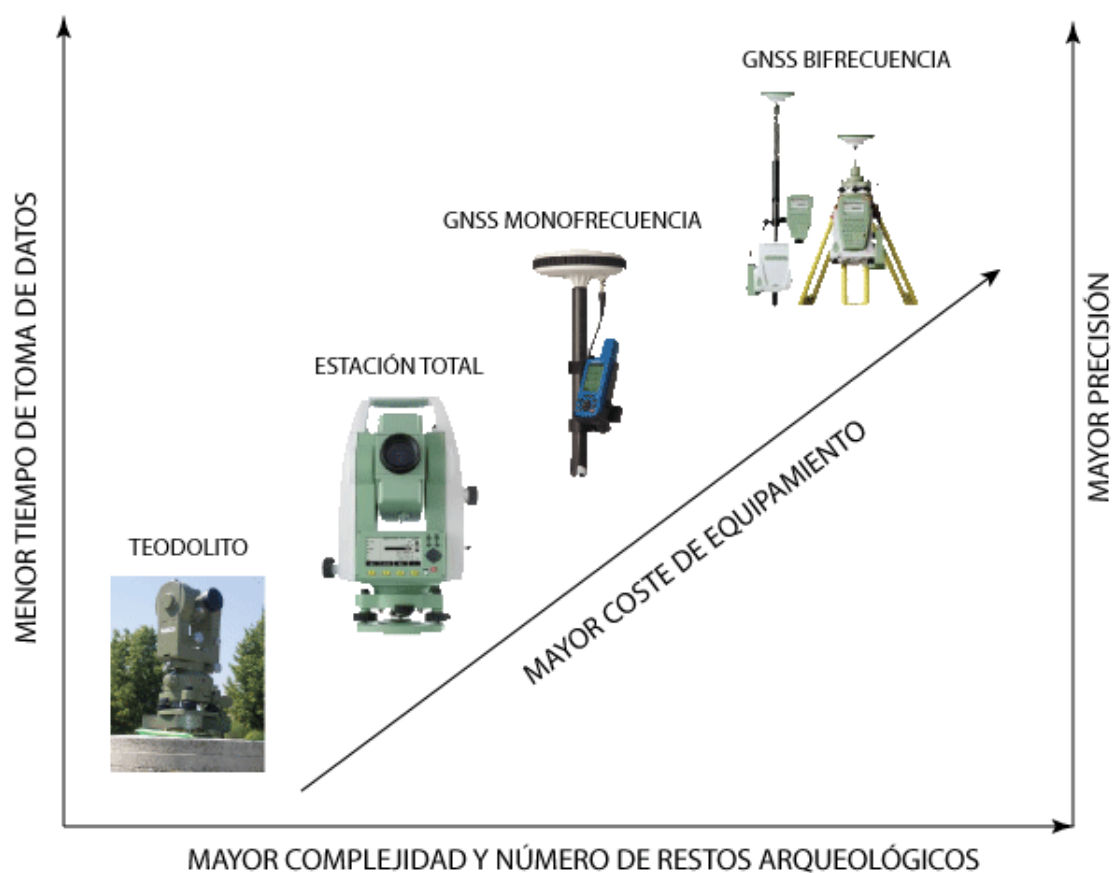 GNSS BIFRECUENCIA
GNSS MONOFRECUENCIA
ESTACIÓN TOTAL
TEODOLITO
MENOR TIEMPO DE TOMA DE DATOS
MAYOR COSTE DE EQUIPAMIENTO
MAYOR PRECISIÓN
MAYOR COMPLEJIDAD Y NÚMERO DE RESTOS ARQUEOLÓGICOS